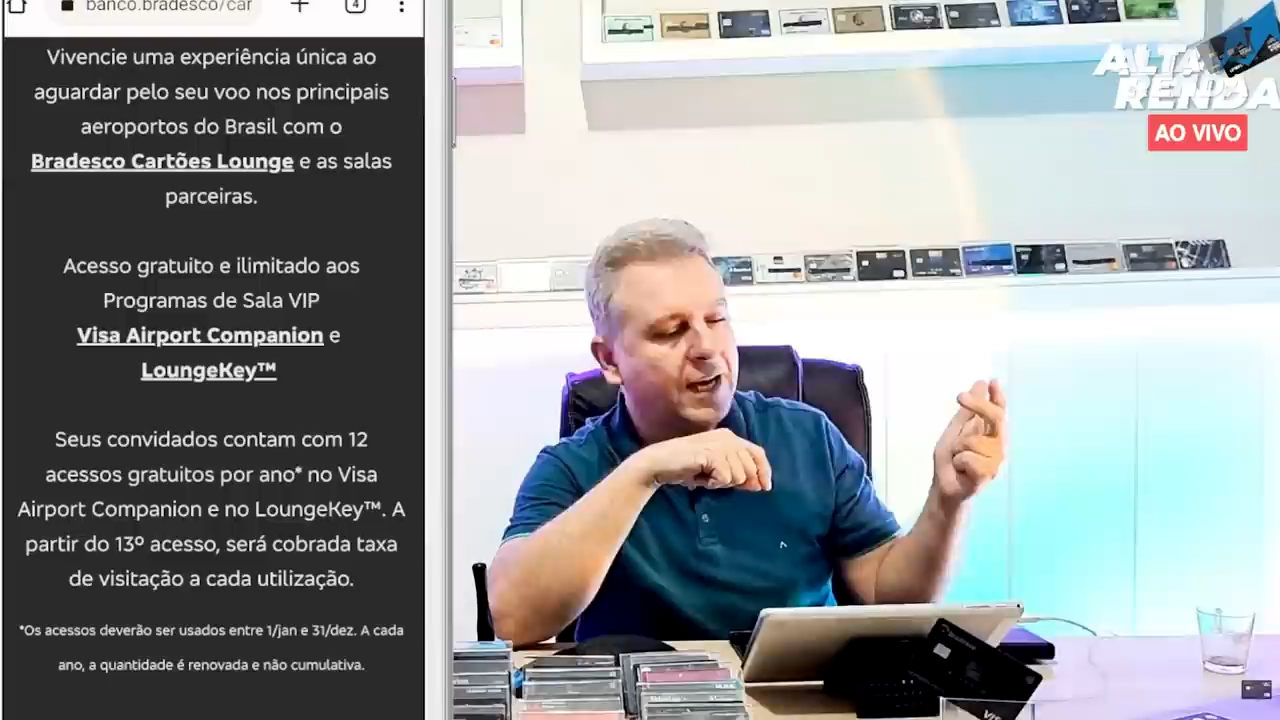 banco.bradesco/car
4
Vivencie uma experiência única ao
aguardar pelo seu voo nos principais
aeroportos do Brasil com o
Bradesco Cartões Lounge e as salas
parceiras.
Acesso gratuito e ilimitado aos
Programas de Sala VIP
Visa Airport Companion e
LoungeKey™
Seus convidados contam com 12
acessos gratuitos por ano* no Visa
Airport Companion e no LoungeKey™. A
partir do 13º acesso, será cobrada taxa
de visitação a cada utilização.
*Os acessos deverão ser usados entre 1/jan e 31/dez. A cada
ano, a quantidade é renovada e não cumulativa.
ALTA
RENDA
AO VIVO